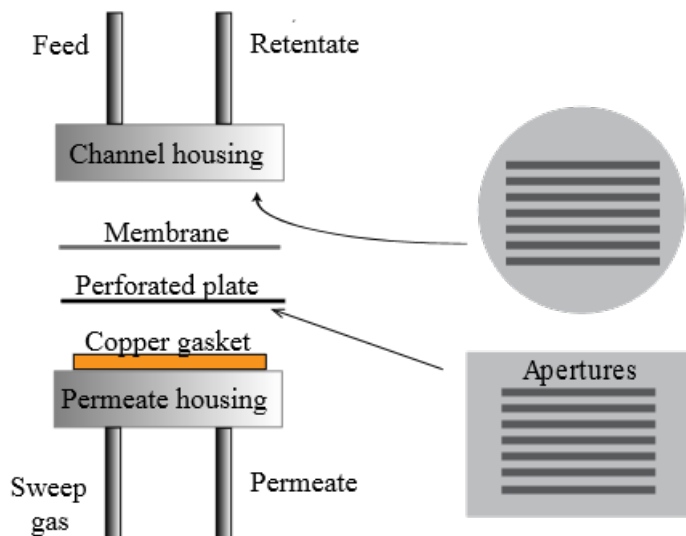 Feed
Retentate
Channel housing
Membrane
Perforated plate
Copper gasket
Apertures
Permeate housing
Sweep
gas
Permeate